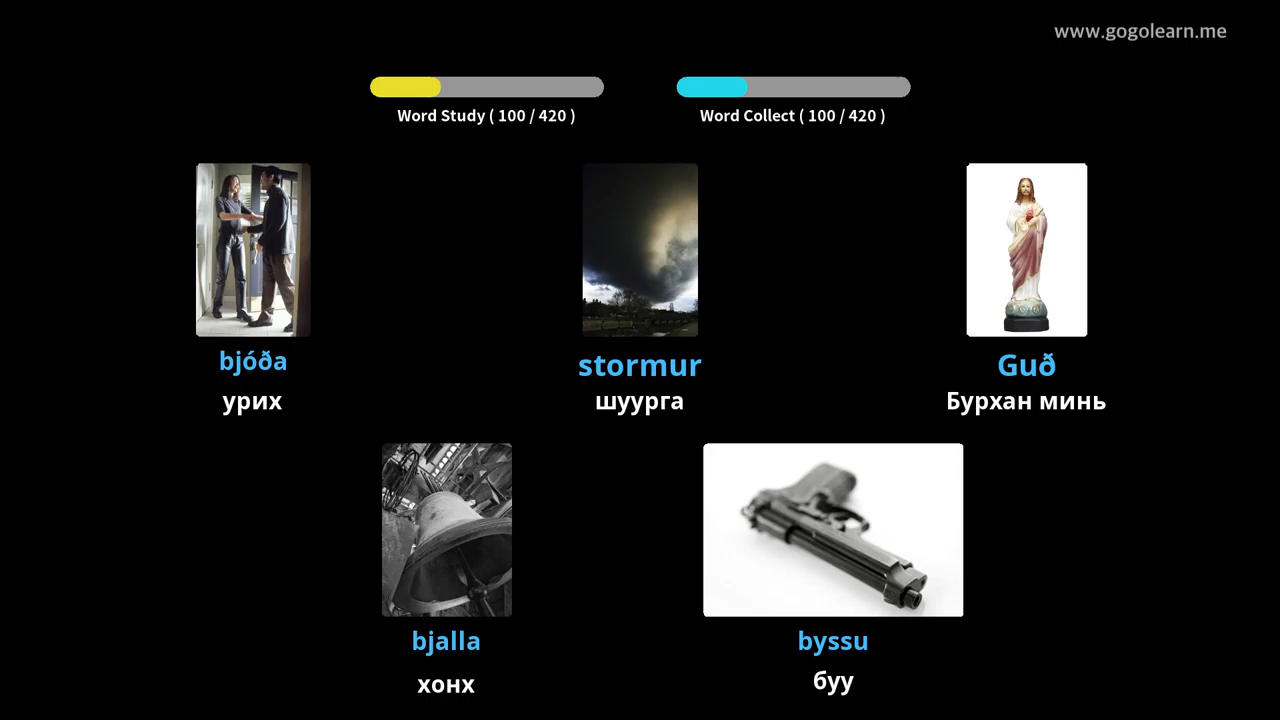 www.gogolearn.me
Word Study ( 100 / 420 )
Word Collect ( 100 / 420 )
bjóða
stormur
Guð
урих
шуурга
Бурхан минь
bjalla
byssu
хонх
буу